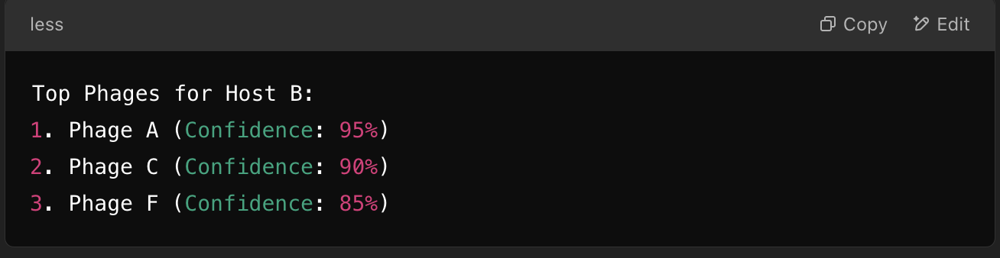 less
Copy
Edit
Top Phages for Host B:
1. Phage A (Confidence: 95%)
2. Phage C (Confidence: 90%)
3. Phage F (Confidence: 85%)